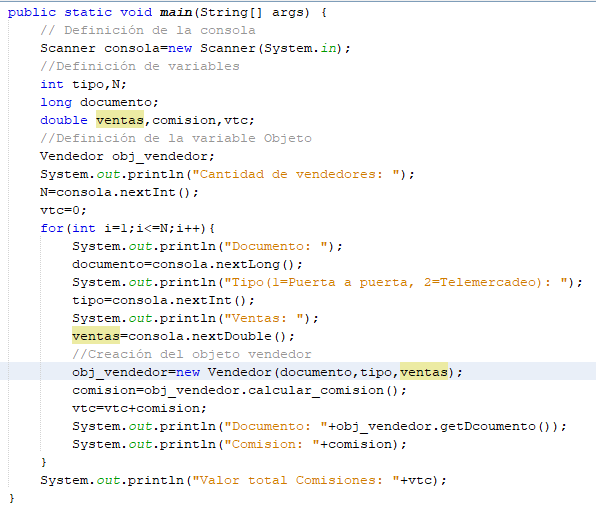 public static void main(String[] args) {
// Definición de la consola
Scanner consola=new Scanner(System.in);
//Definición de variables
int tipo,N;
long documento;
double ventas,comision,vtc;
//Definición de la variable Objeto
Vendedor obj_vendedor;
System.out.println("Cantidad de vendedores: ");
N=consola.nextInt();
vtc=0;
for(int i=1;i<=N;i++){
System.out.println("Documento: ");
documento=consola.nextLong();
System.out.println("Tipo(1=Puerta a puerta, 2=Telemercadeo): ");
tipo=consola.nextInt();
System.out.println("Ventas: ");
ventas=consola.nextDouble();
//Creación del objeto vendedor
obj_vendedor=new Vendedor(documento,tipo,ventas);
comision=obj_vendedor.calcular_comision();
vtc=vtc+comision;
System.out.println("Documento: "+obj_vendedor.getDcoumento());
System.out.println("Comision: "+comision);
}
System.out.println("Valor total Comisiones: "+vtc);
}